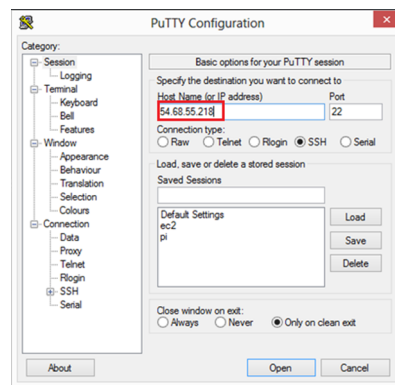 PuTTY Configuration
Category:
Session
Logging
Terminal
Keyboard
Bell
Features
Window
Appearance
Behaviour
Translation
Selection
Colours
Connection
Data
Proxy
Telnet
Rlogin
SSH
Serial
Basic options for your PuTTY session
Specify the destination you want to connect to
Host Name (or IP address) Port
54.68.55.218 22
Connection type:
Raw Telnet Rlogin SSH Serial
Load, save or delete a stored session
Saved Sessions
Default Settings
ec2
pi
Load
Save
Delete
Close window on exit:
Always Never Only on clean exit
About Open Cancel